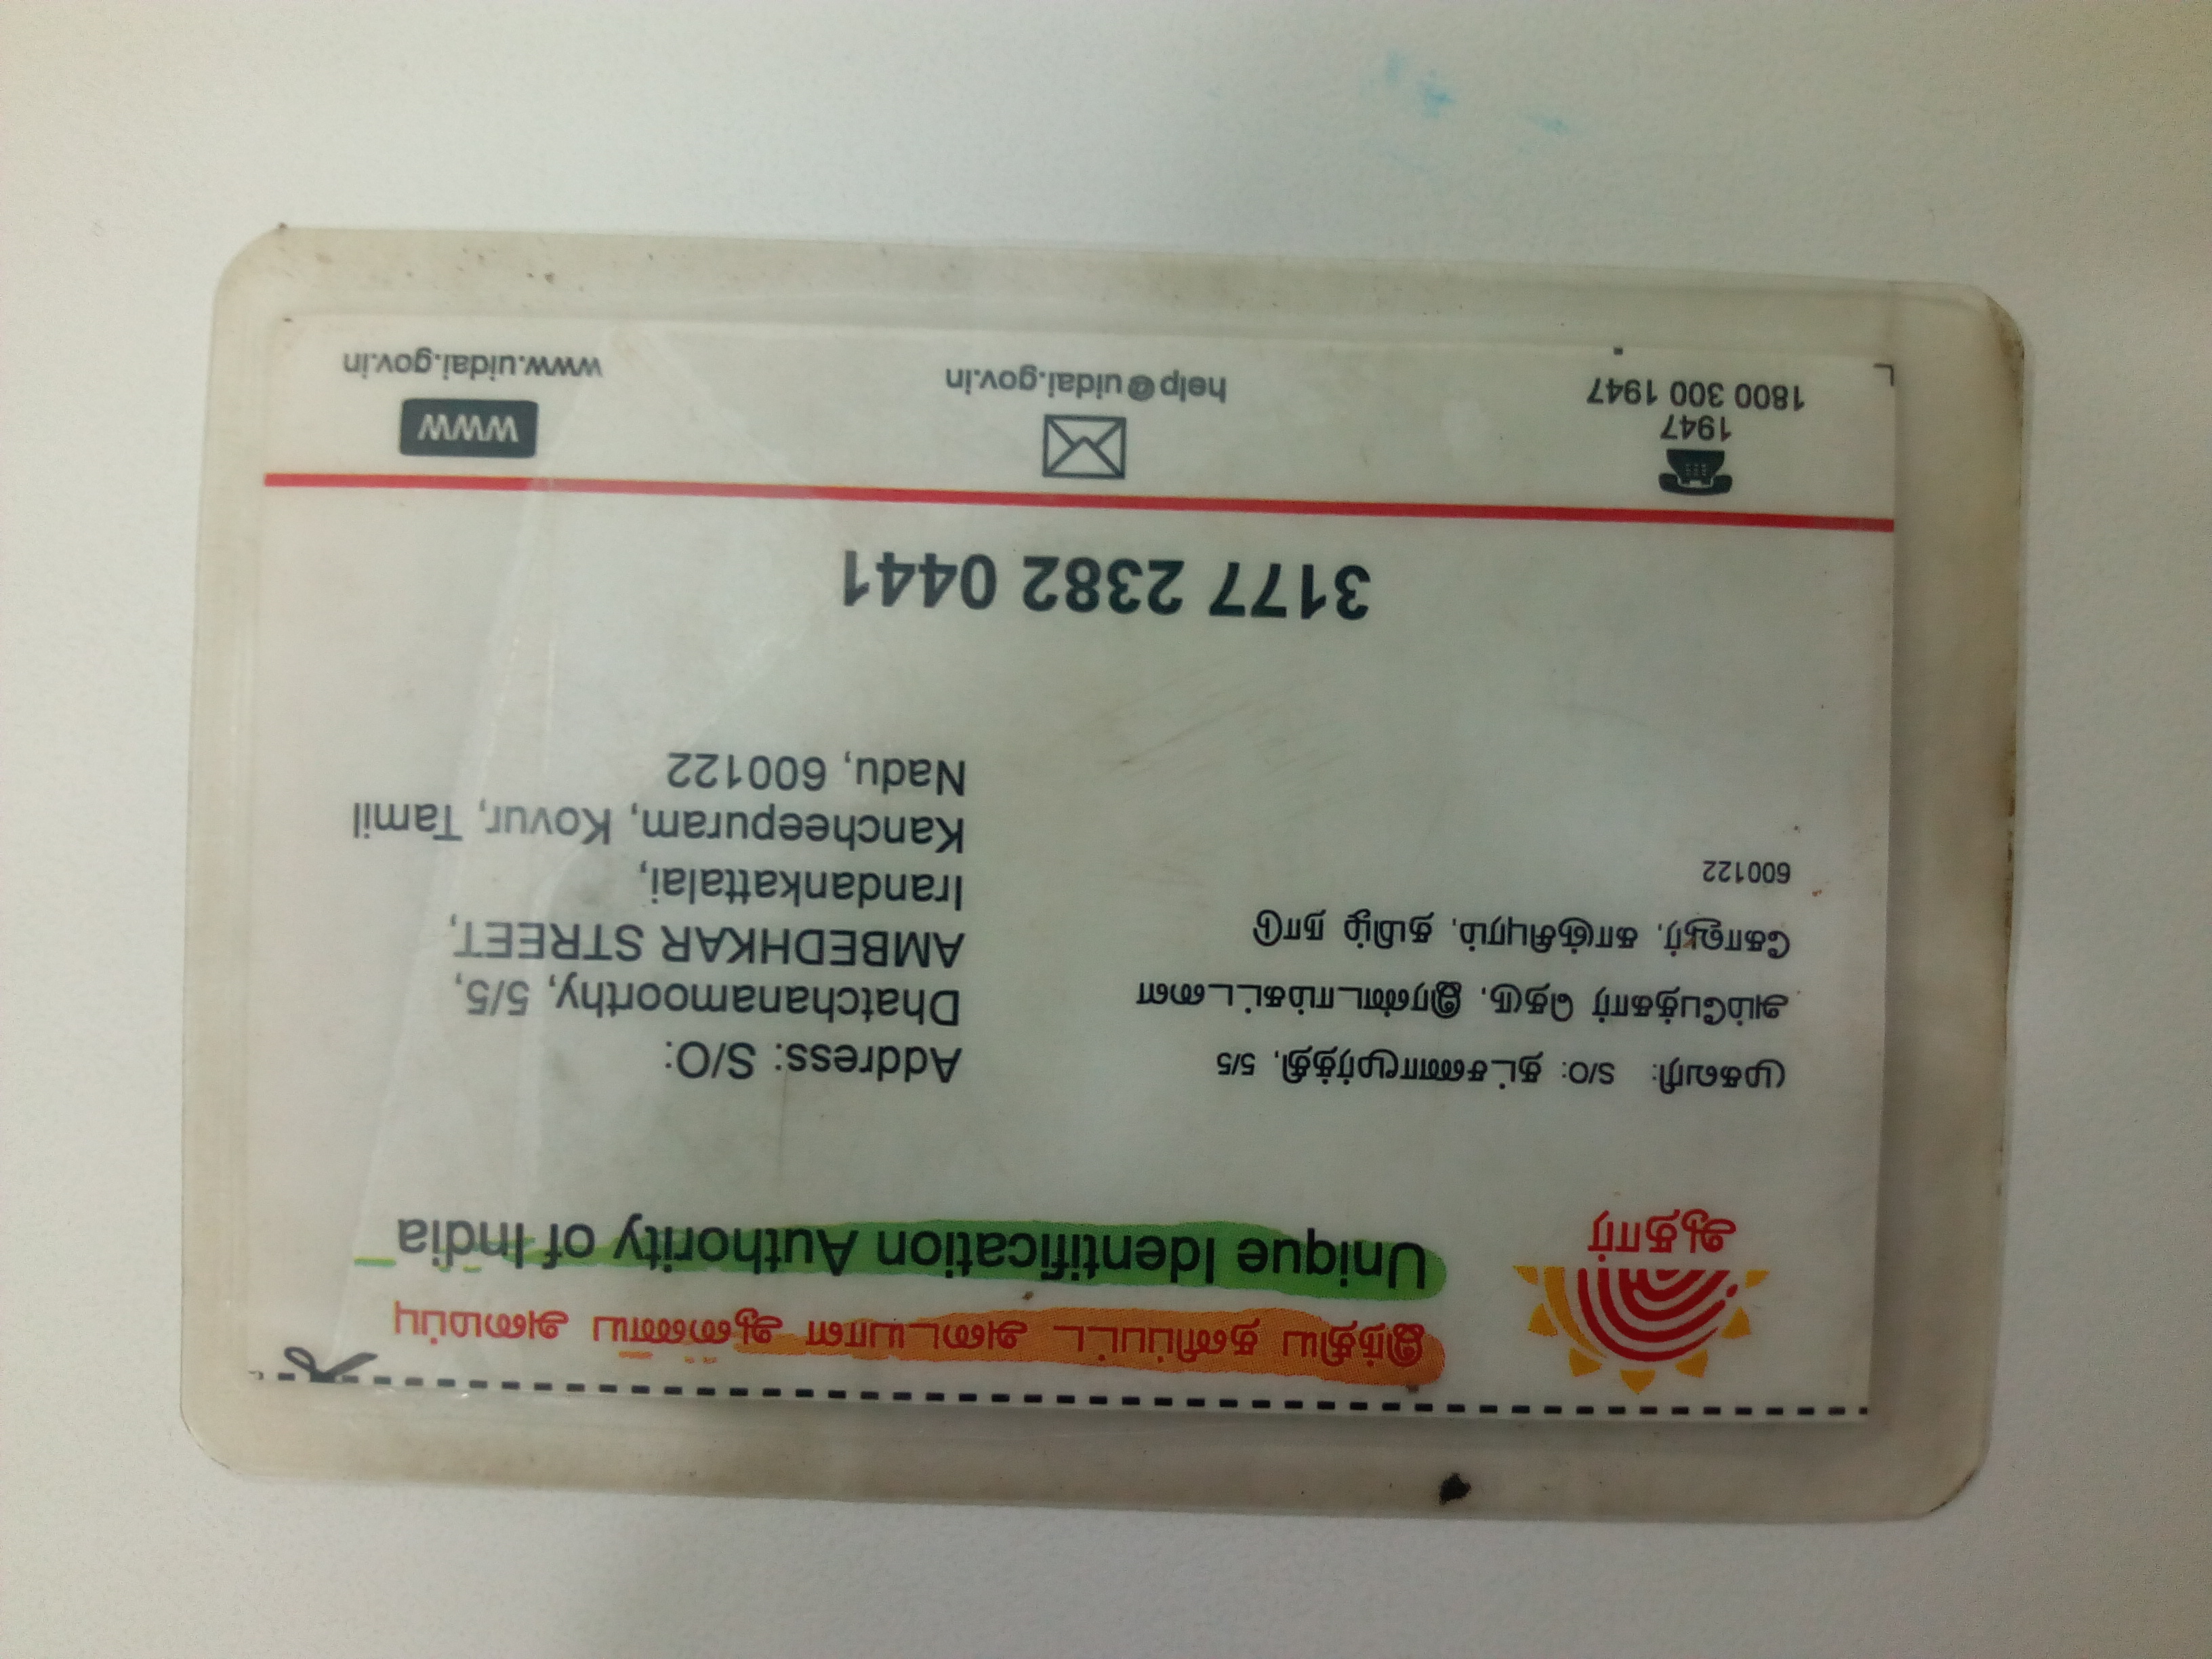 இந்திய தனிப்பட்ட அடையாள ஆணைய அமைப்பு
Unique Identification Authority of India
ஆதார்
முகவரி: S/O: தட்சணாமூர்த்தி, 5/5
அம்பேத்கார் தெரு, இரண்டாம்கட்டளை
கோவூர், காஞ்சிபுரம், தமிழ் நாடு
600122
Address: S/O:
Dhatchanamoorthy, 5/5,
AMBEDHKAR STREET,
Irandankattalai,
Kancheepuram, Kovur, Tamil
Nadu, 600122
3177 2382 0441
1947
1800 300 1947
help@uidai.gov.in
WWW
www.uidai.gov.in